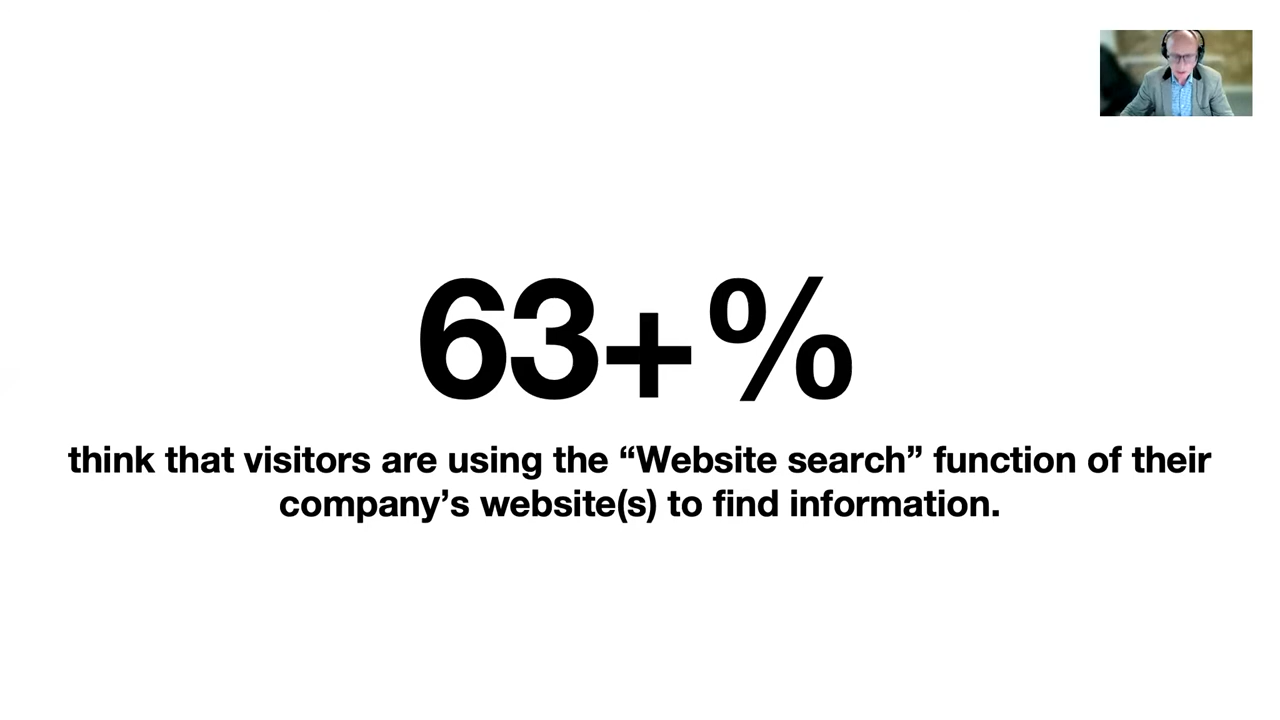 63+%
think that visitors are using the “Website search” function of their
company’s website(s) to find information.